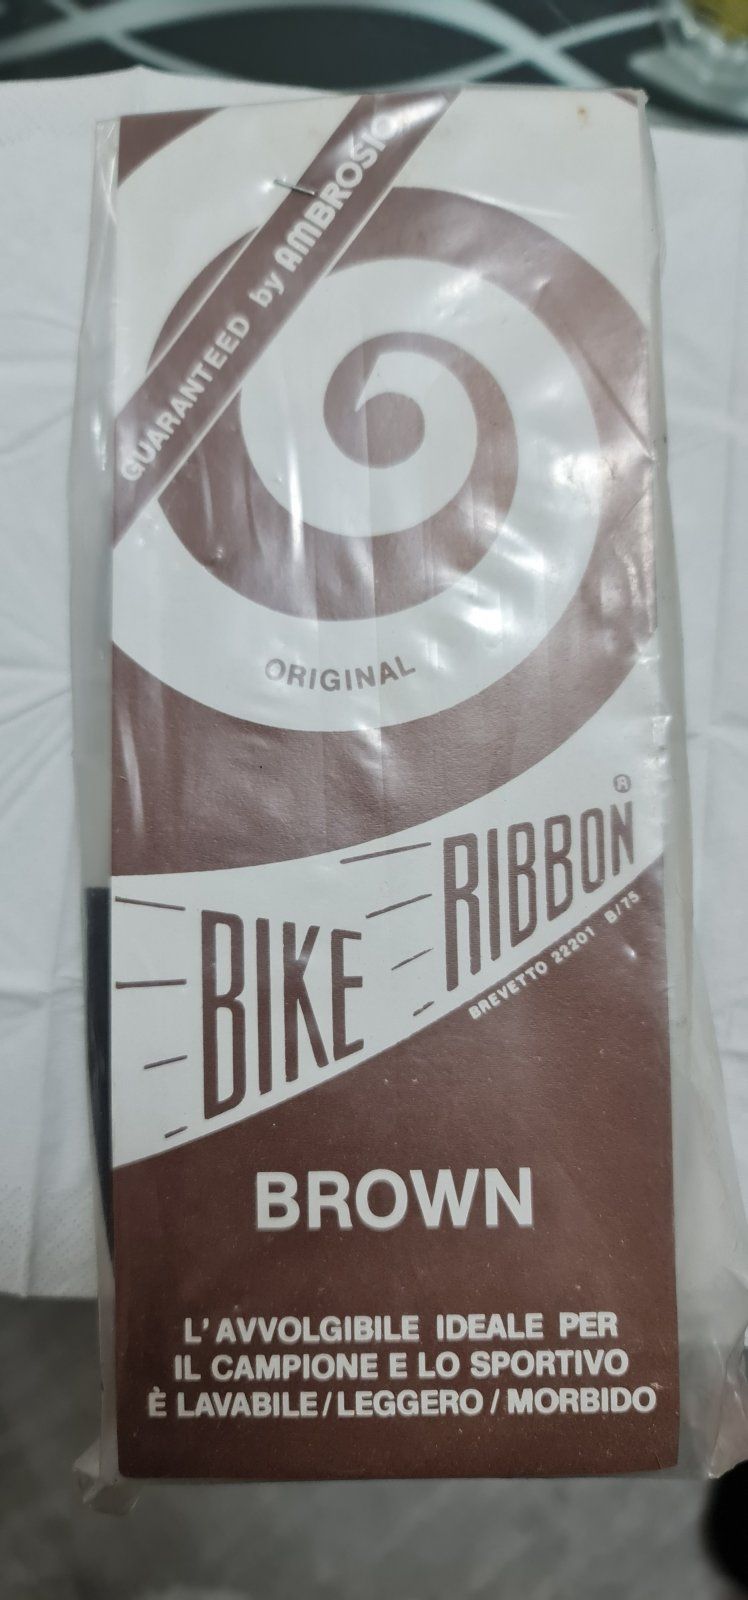 GUARANTEED by AMBROSIO
ORIGINAL
BIKE RIBBON ®
BREVETTO 22201 B/75
BROWN
L'AVVOLGIBILE IDEALE PER
IL CAMPIONE E LO SPORTIVO
È LAVABILE/LEGGERO/MORBIDO